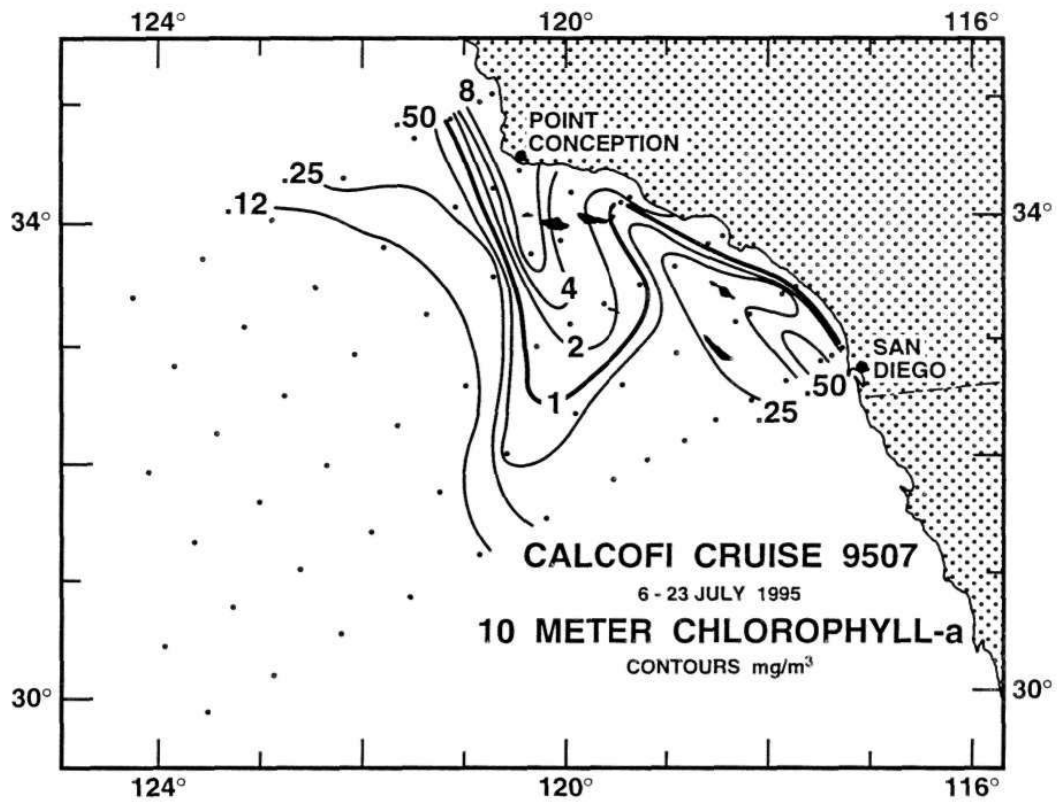 124° 120° 116°
8
.50
POINT
CONCEPTION
.25
.12
34° 34°
4
2
SAN
DIEGO
.50
1
.25
CALCOFI CRUISE 9507
6 - 23 JULY 1995
10 METER CHLOROPHYLL-a
CONTOURS mg/m³
30° 30°
124° 120° 116°